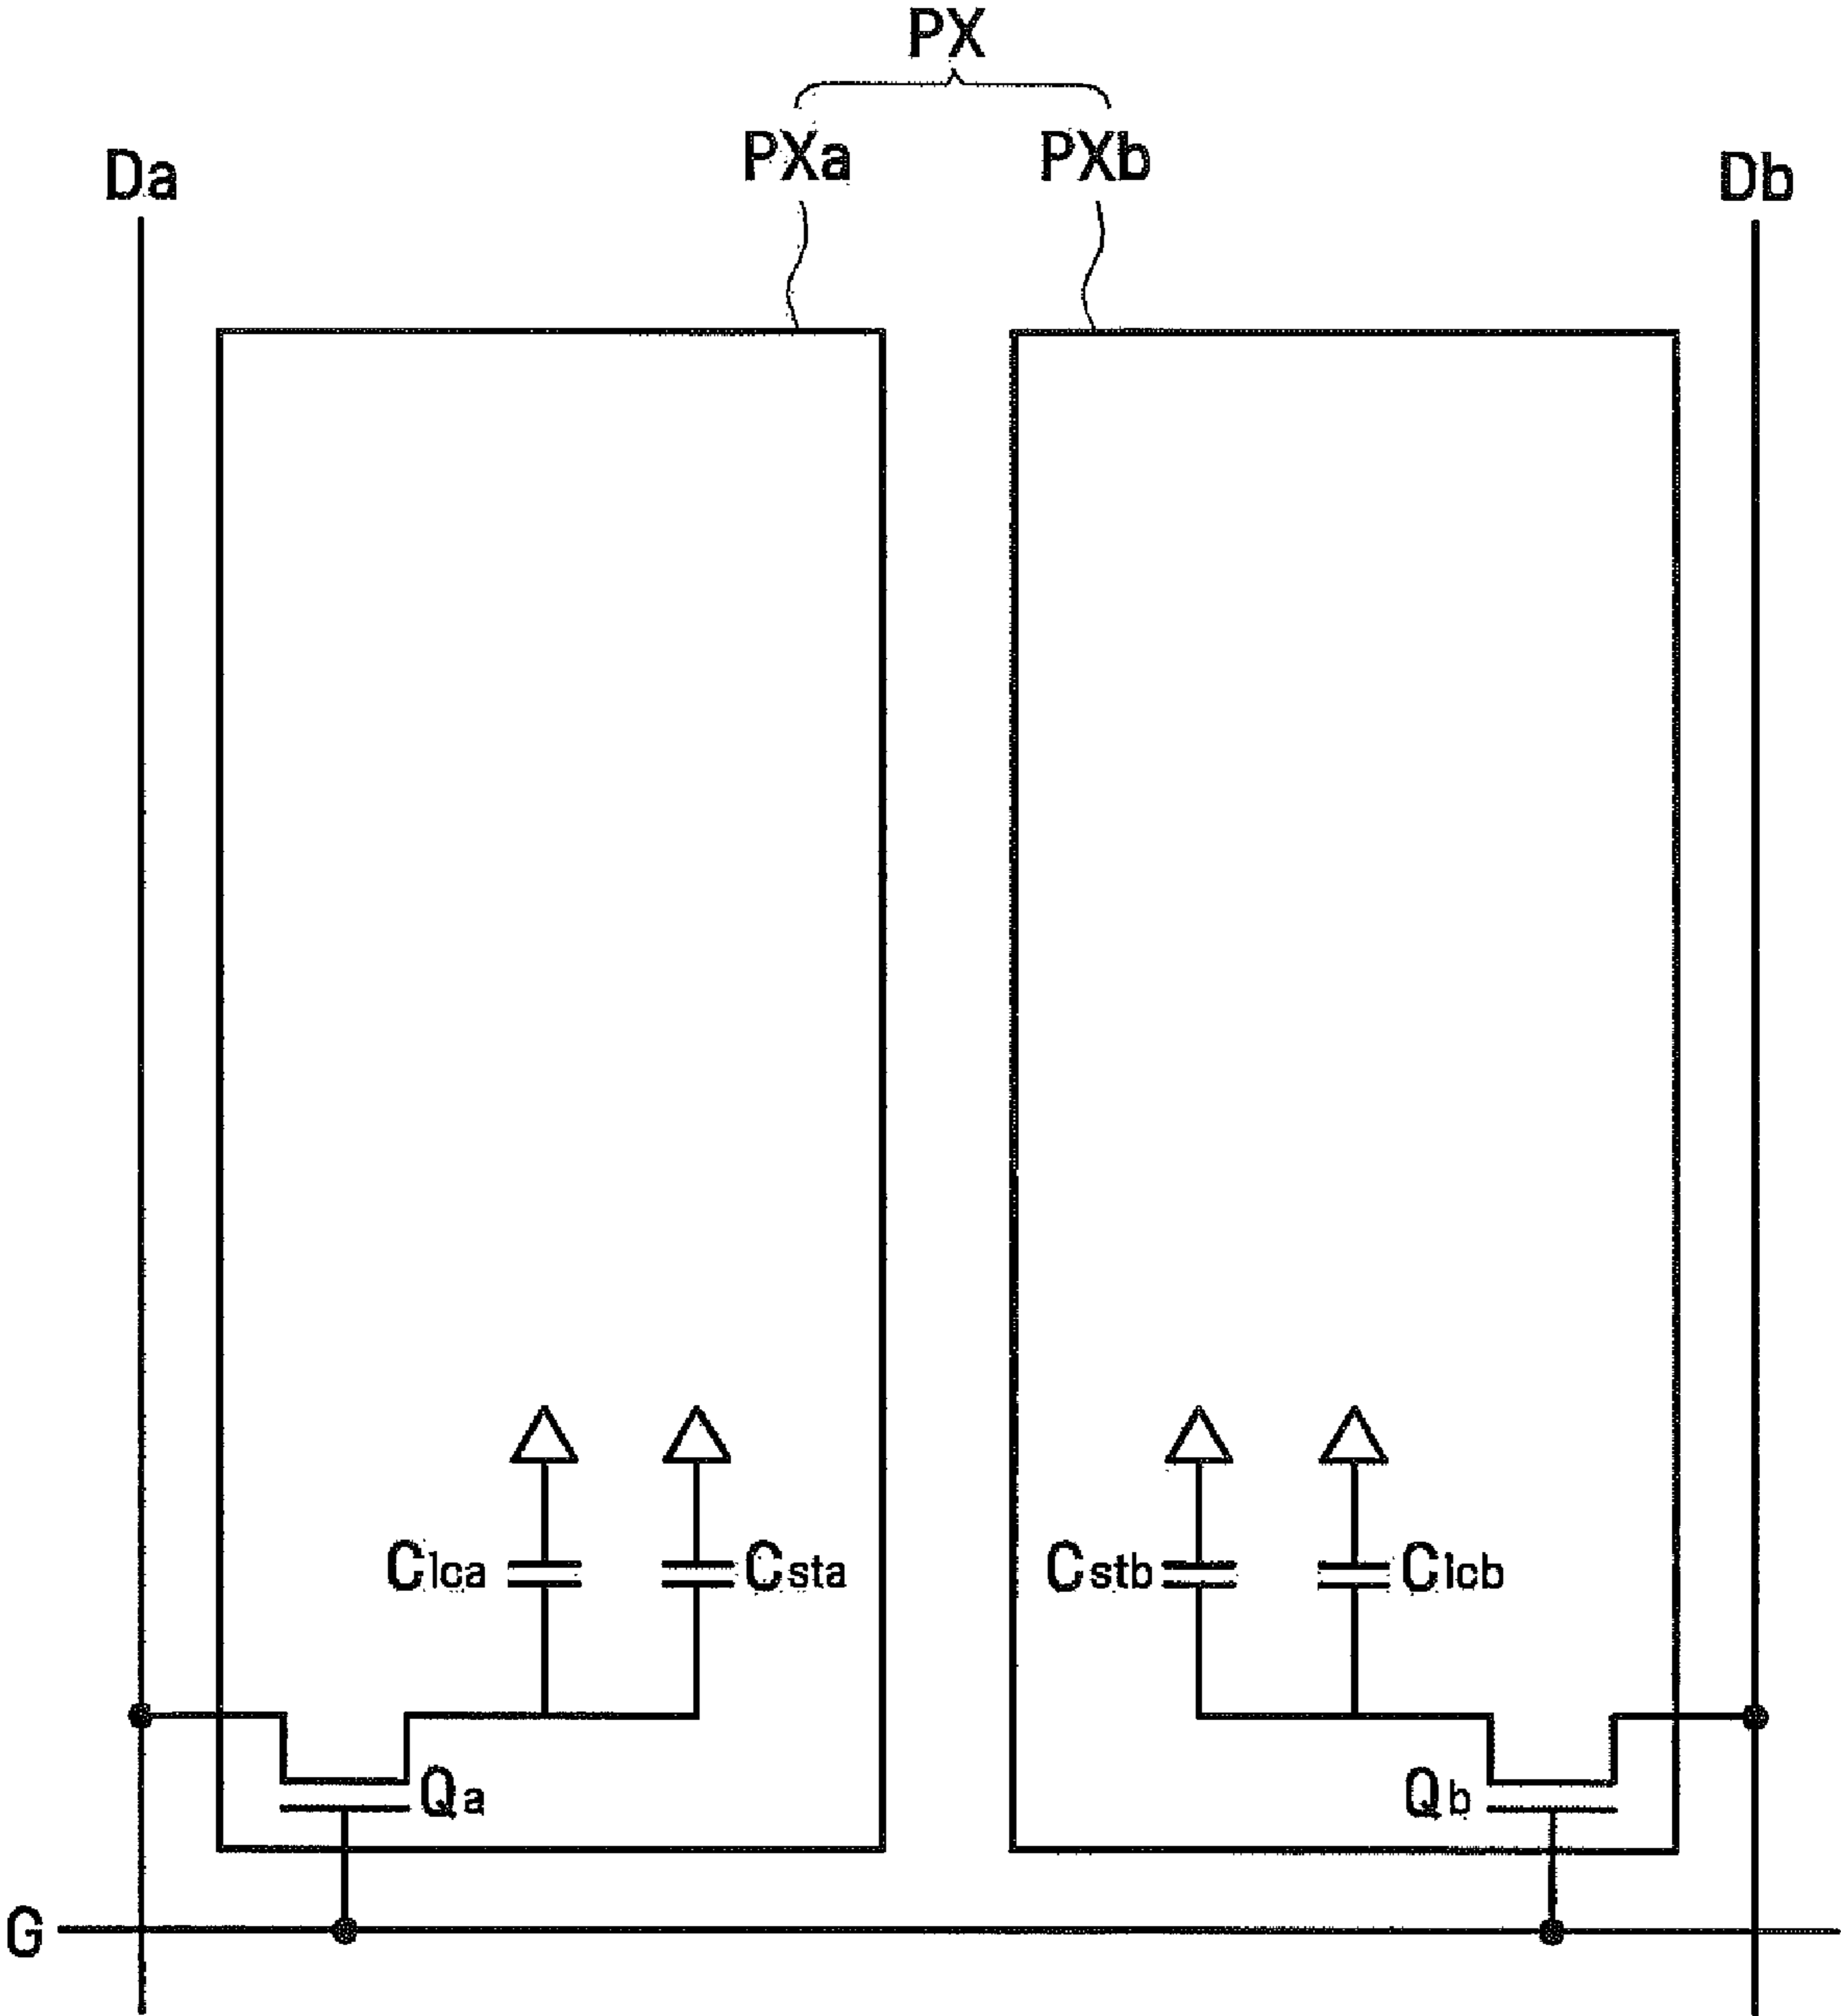 PX
PXa PXb
Da Db
Clca Csta Cstb Clcb
Qa Qb
G